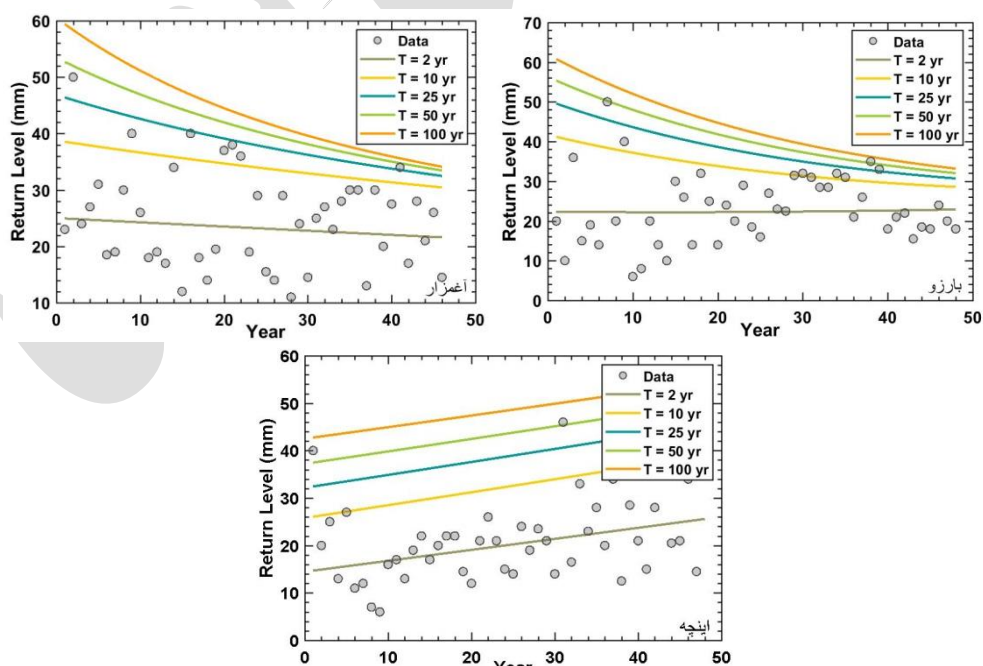 60
50
40
30
20
10
Return Level (mm)
Data
T = 2 yr
T = 10 yr
T = 25 yr
T = 50 yr
T = 100 yr
آغمزار
0 10 20 30 40 50
Year
70
60
50
40
30
20
10
0
Return Level (mm)
Data
T = 2 yr
T = 10 yr
T = 25 yr
T = 50 yr
T = 100 yr
بارزو
0 10 20 30 40 50
Year
60
50
40
30
20
10
0
Return Level (mm)
Data
T = 2 yr
T = 10 yr
T = 25 yr
T = 50 yr
T = 100 yr
اینچه
0 10 20 30 40 50
Year